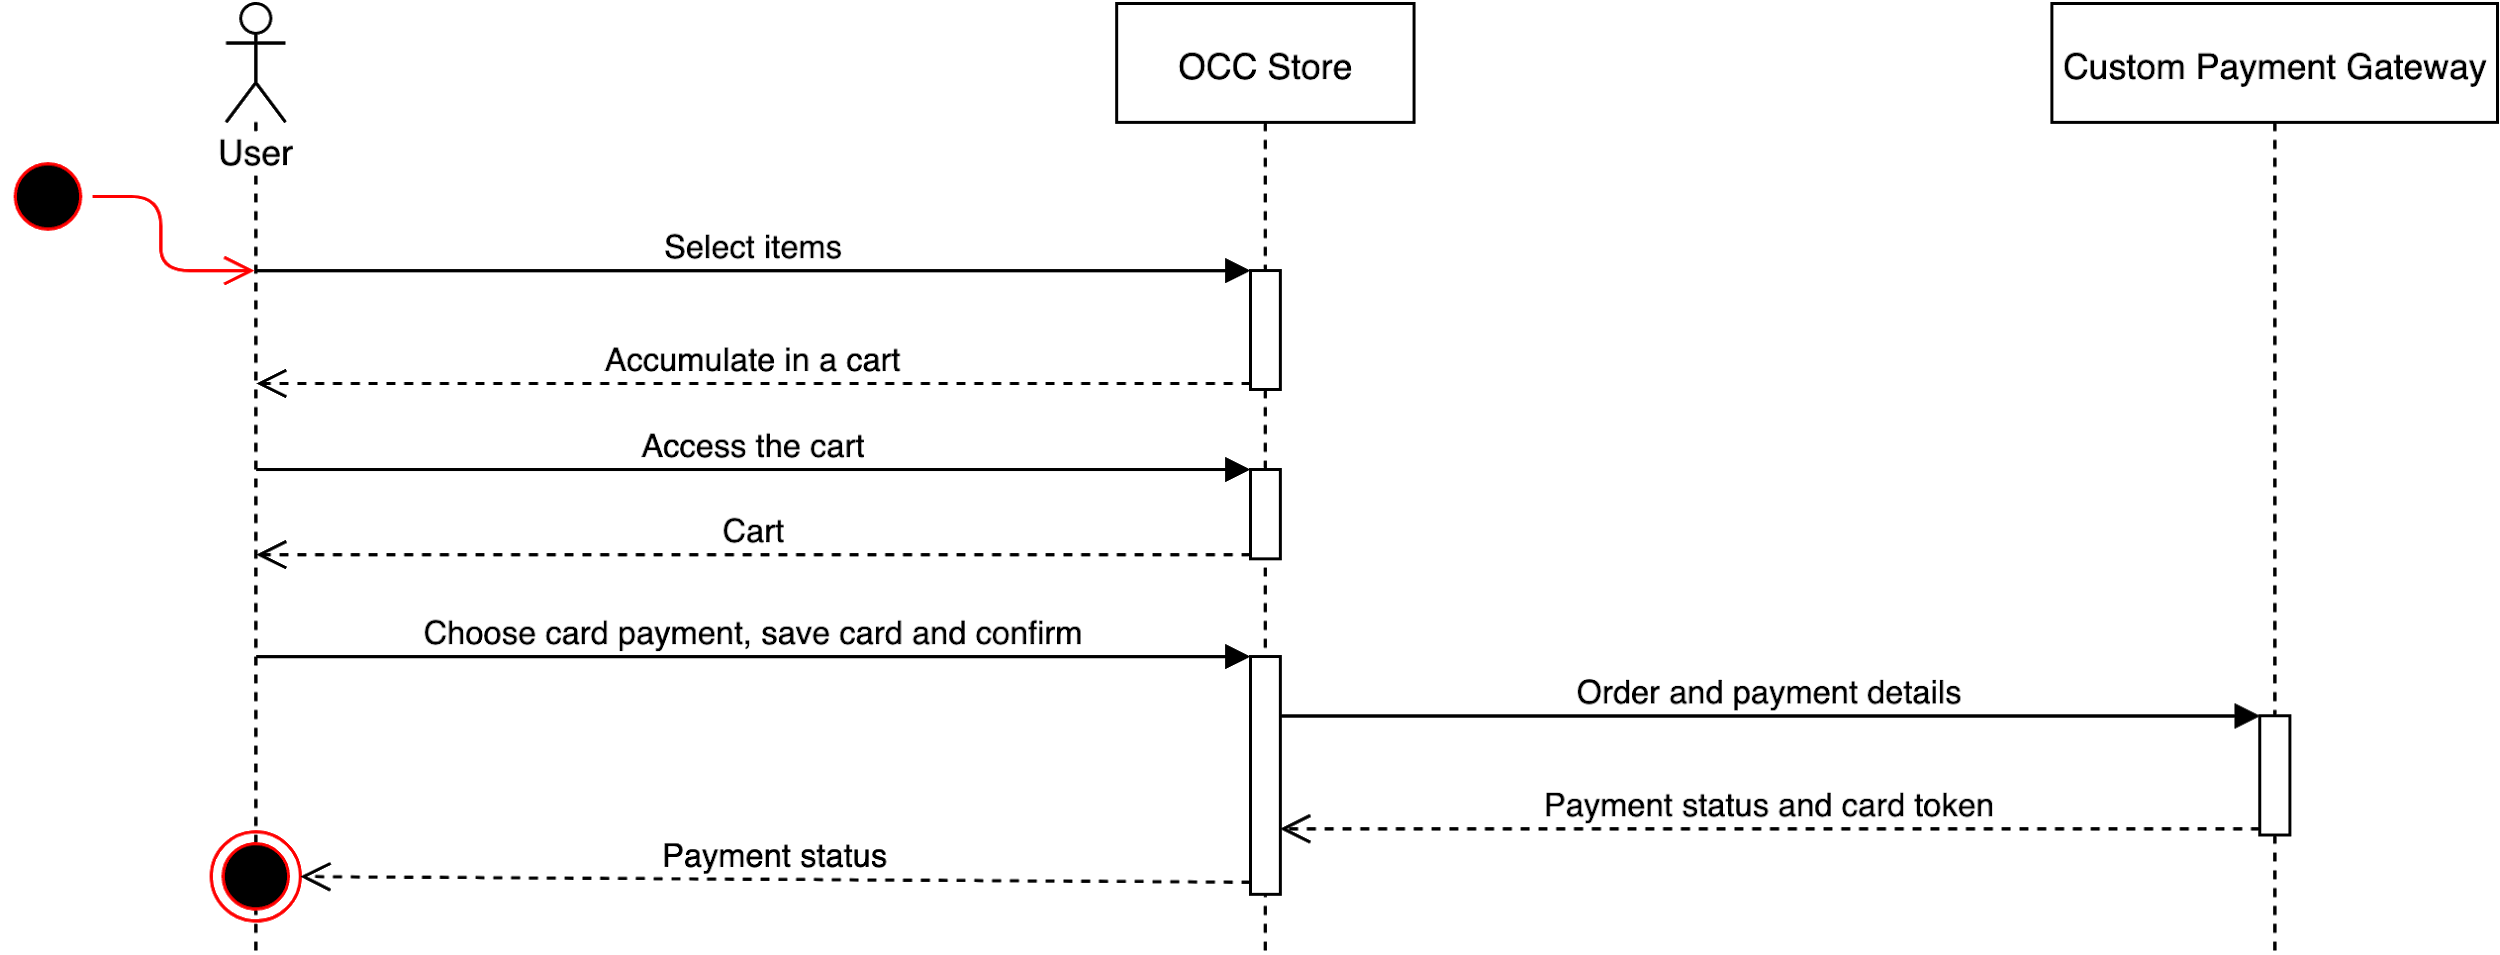 OCC Store
Custom Payment Gateway
User
Select items
Accumulate in a cart
Access the cart
Cart
Choose card payment, save card and confirm
Order and payment details
Payment status and card token
Payment status